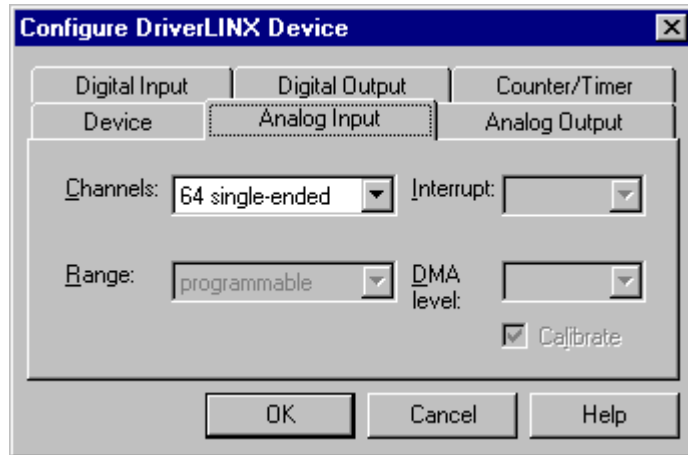 Configure DriverLINX Device
Digital Input Digital Output Counter/Timer
Device Analog Input Analog Output
Channels: 64 single-ended Interrupt:
Range: programmable DMA
level:
Calibrate
OK Cancel Help